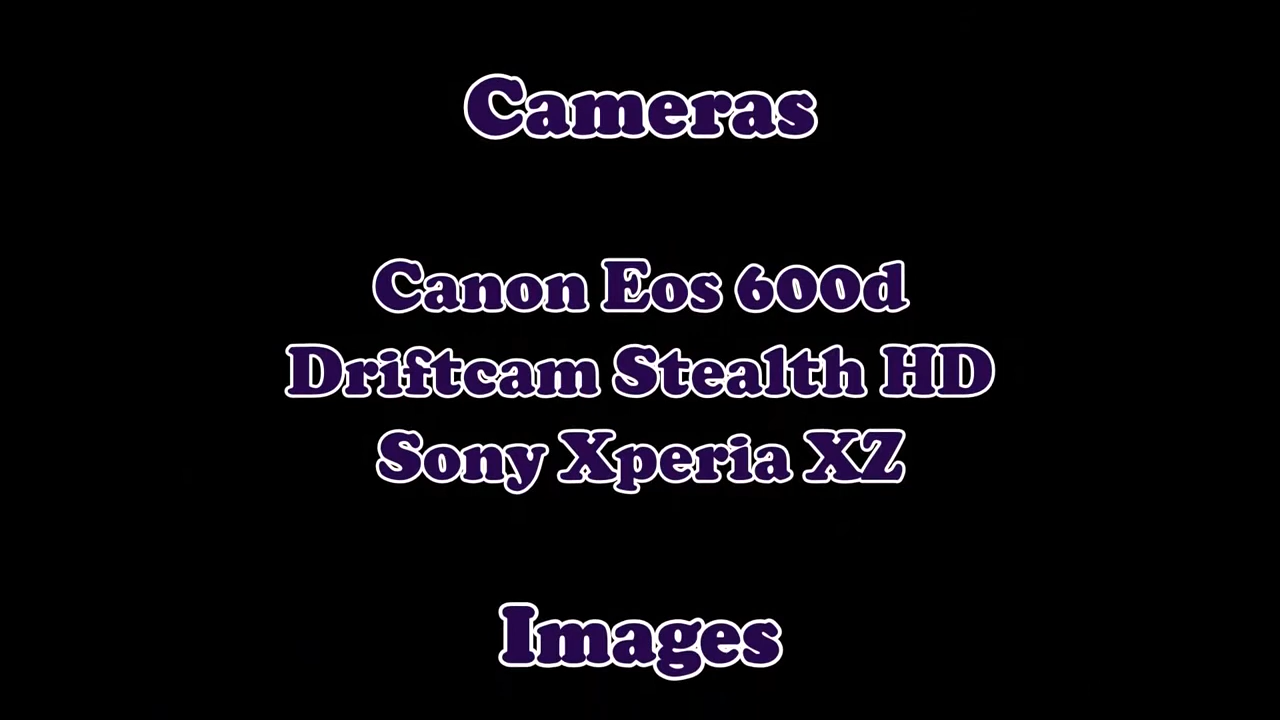 Cameras
Canon Eos 600d
Driftcam Stealth HD
Sony Xperia XZ
Images